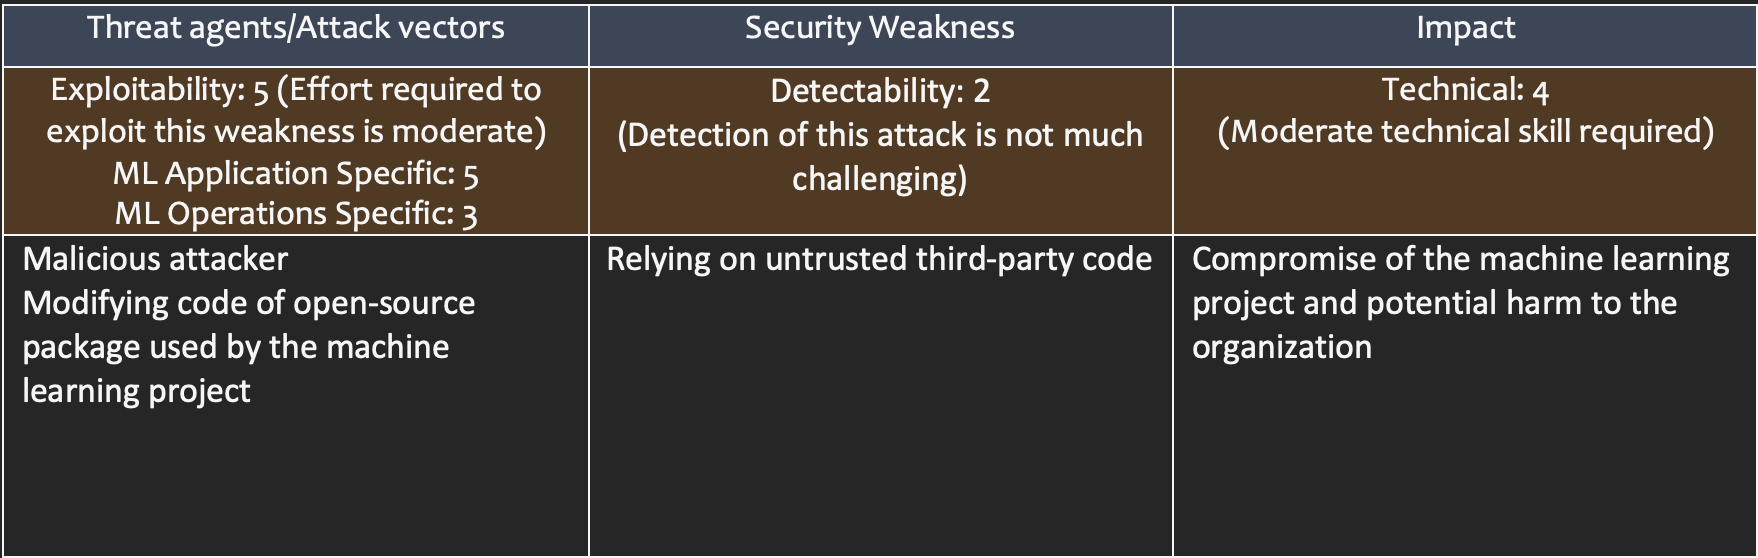 Threat agents/Attack vectors
Security Weakness
Impact
Exploitability: 5 (Effort required to
exploit this weakness is moderate)
ML Application Specific: 5
ML Operations Specific: 3
Detectability: 2
(Detection of this attack is not much
challenging)
Technical: 4
(Moderate technical skill required)
Malicious attacker
Modifying code of open-source
package used by the machine
learning project
Relying on untrusted third-party code
Compromise of the machine learning
project and potential harm to the
organization